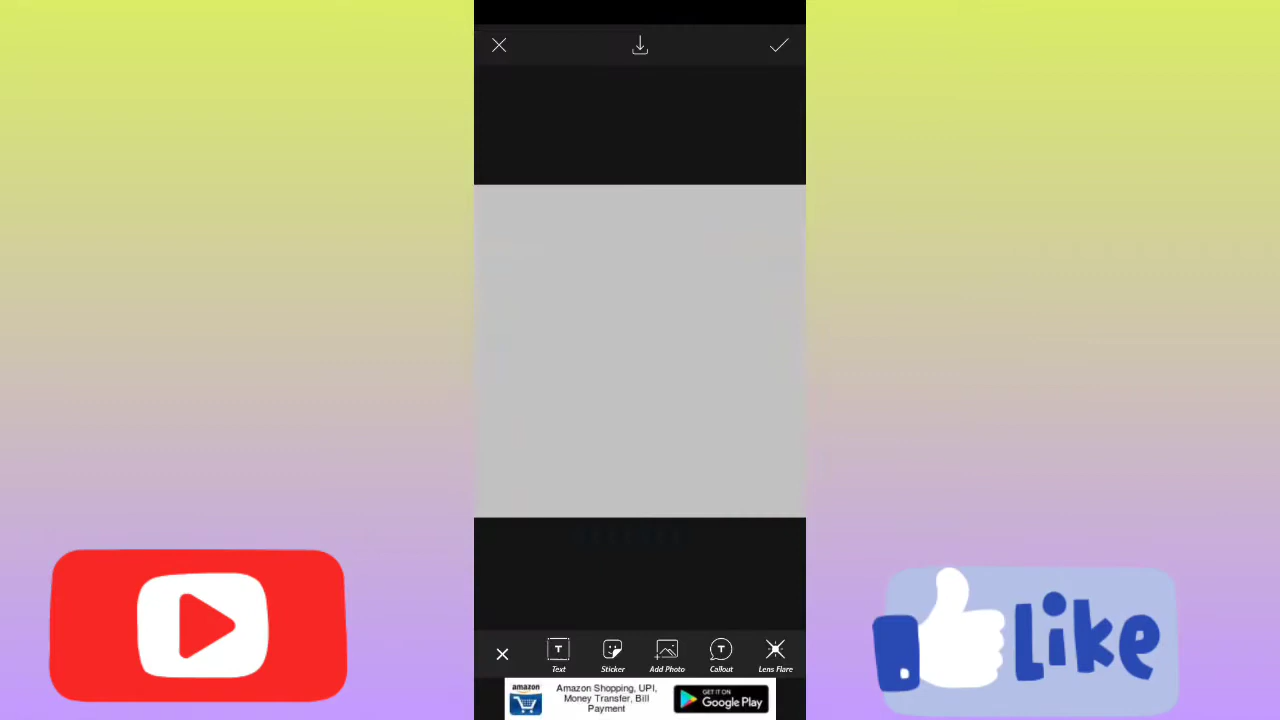 Text
Sticker
Add Photo
Callout
Lens Flare
amazon
Amazon Shopping, UPI,
Money Transfer, Bill
Payment
GET IT ON
Google Play
Like